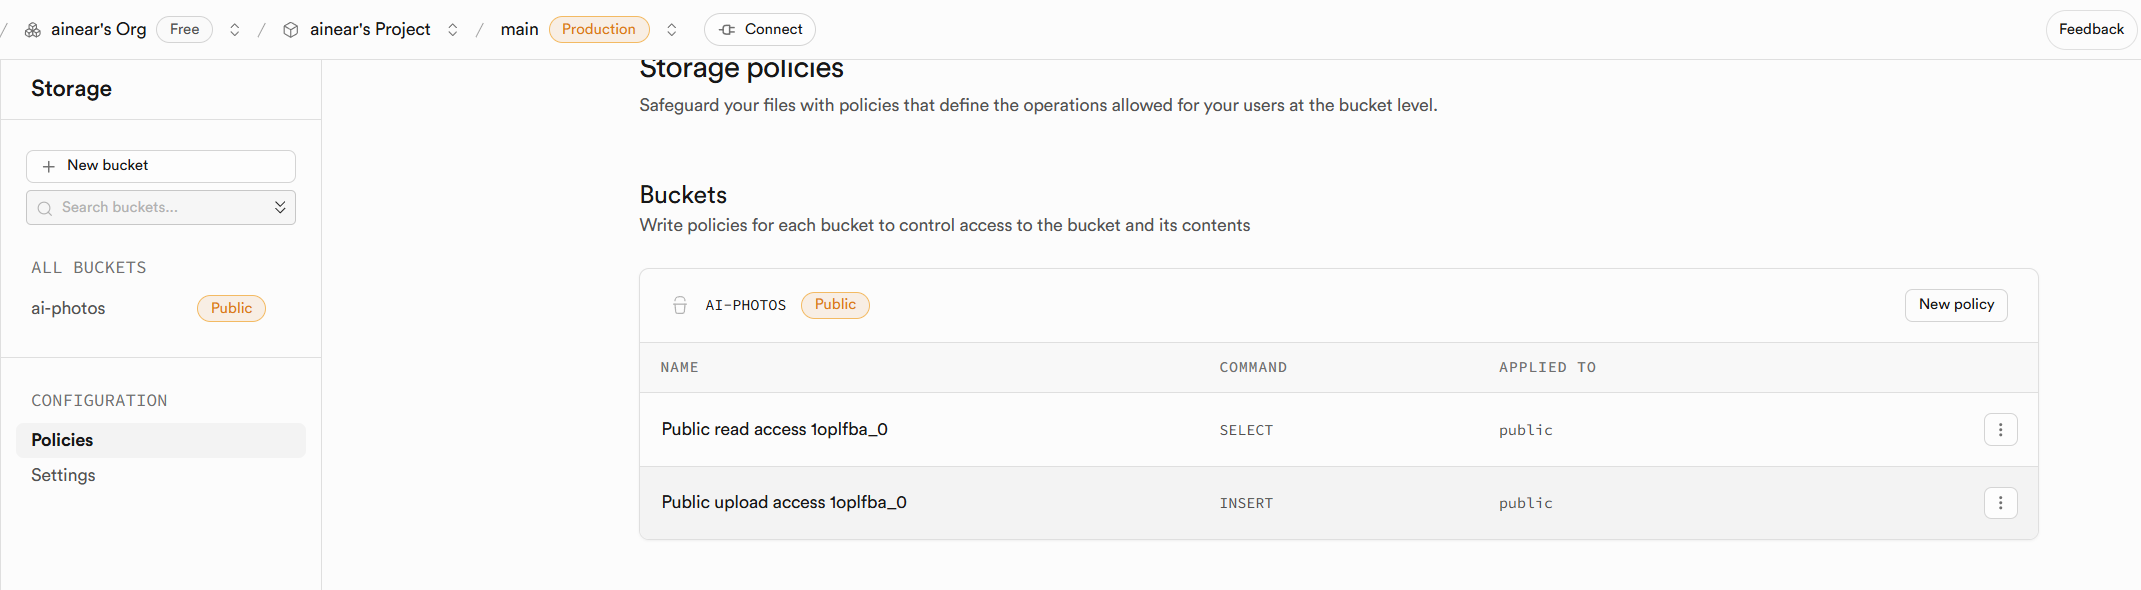 / ainear's Org Free / ainear's Project / main Production Connect Feedback
Storage
New bucket
Search buckets...
ALL BUCKETS
ai-photos Public
CONFIGURATION
Policies
Settings
Storage policies
Safeguard your files with policies that define the operations allowed for your users at the bucket level.
Buckets
Write policies for each bucket to control access to the bucket and its contents
AI-PHOTOS Public New policy
NAME COMMAND APPLIED TO
Public read access 1oplfba_0 SELECT public
Public upload access 1oplfba_0 INSERT public